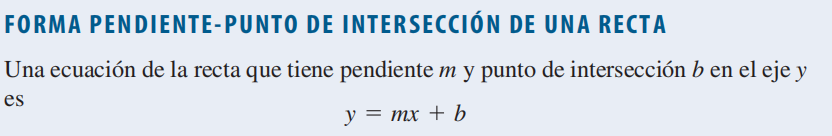 FORMA PENDIENTE-PUNTO DE INTERSECCIÓN DE UNA RECTA
Una ecuación de la recta que tiene pendiente m y punto de intersección b en el eje y
es
y = mx + b